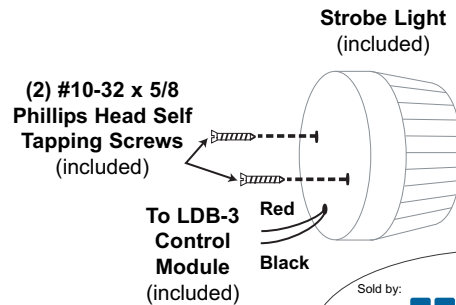 Strobe Light
(included)
(2) #10-32 x 5/8
Phillips Head Self
Tapping Screws
(included)
To LDB-3
Control
Module
(included)
Red
Black
Sold by: